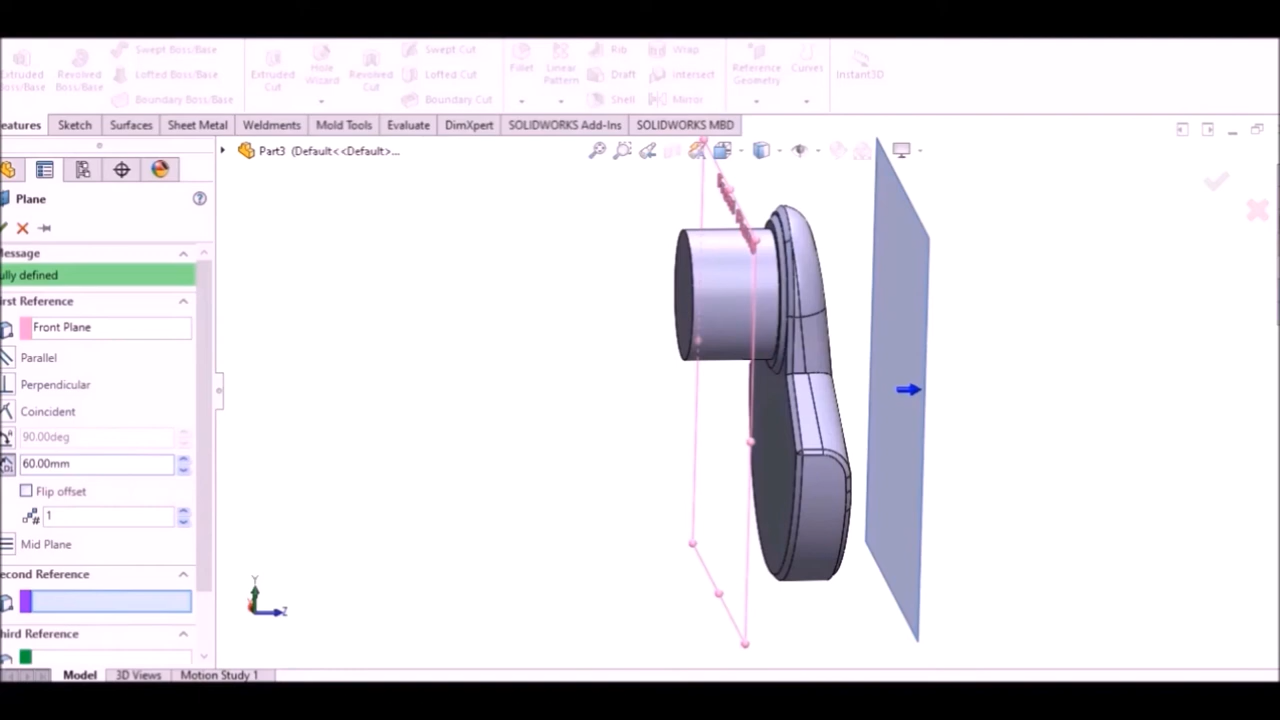 Swept Boss/Base
Swept Cut
Rib
Wrap
Extruded Boss/Base
Revolved Boss/Base
Lofted Boss/Base
Extruded Cut
Hole Wizard
Revolved Cut
Lofted Cut
Fillet
Linear Pattern
Draft
Intersect
Reference Geometry
Curves
Instant3D
Boundary Boss/Base
Boundary Cut
Shell
Mirror
eatures
Sketch
Surfaces
Sheet Metal
Weldments
Mold Tools
Evaluate
DimXpert
SOLIDWORKS Add-Ins
SOLIDWORKS MBD
Part3 (Default<<Default>...
Plane
essage
ully defined
irst Reference
Front Plane
Parallel
Perpendicular
Coincident
90.00deg
60.00mm
Flip offset
1
Mid Plane
econd Reference
hird Reference
Y
Z
Model
3D Views
Motion Study 1